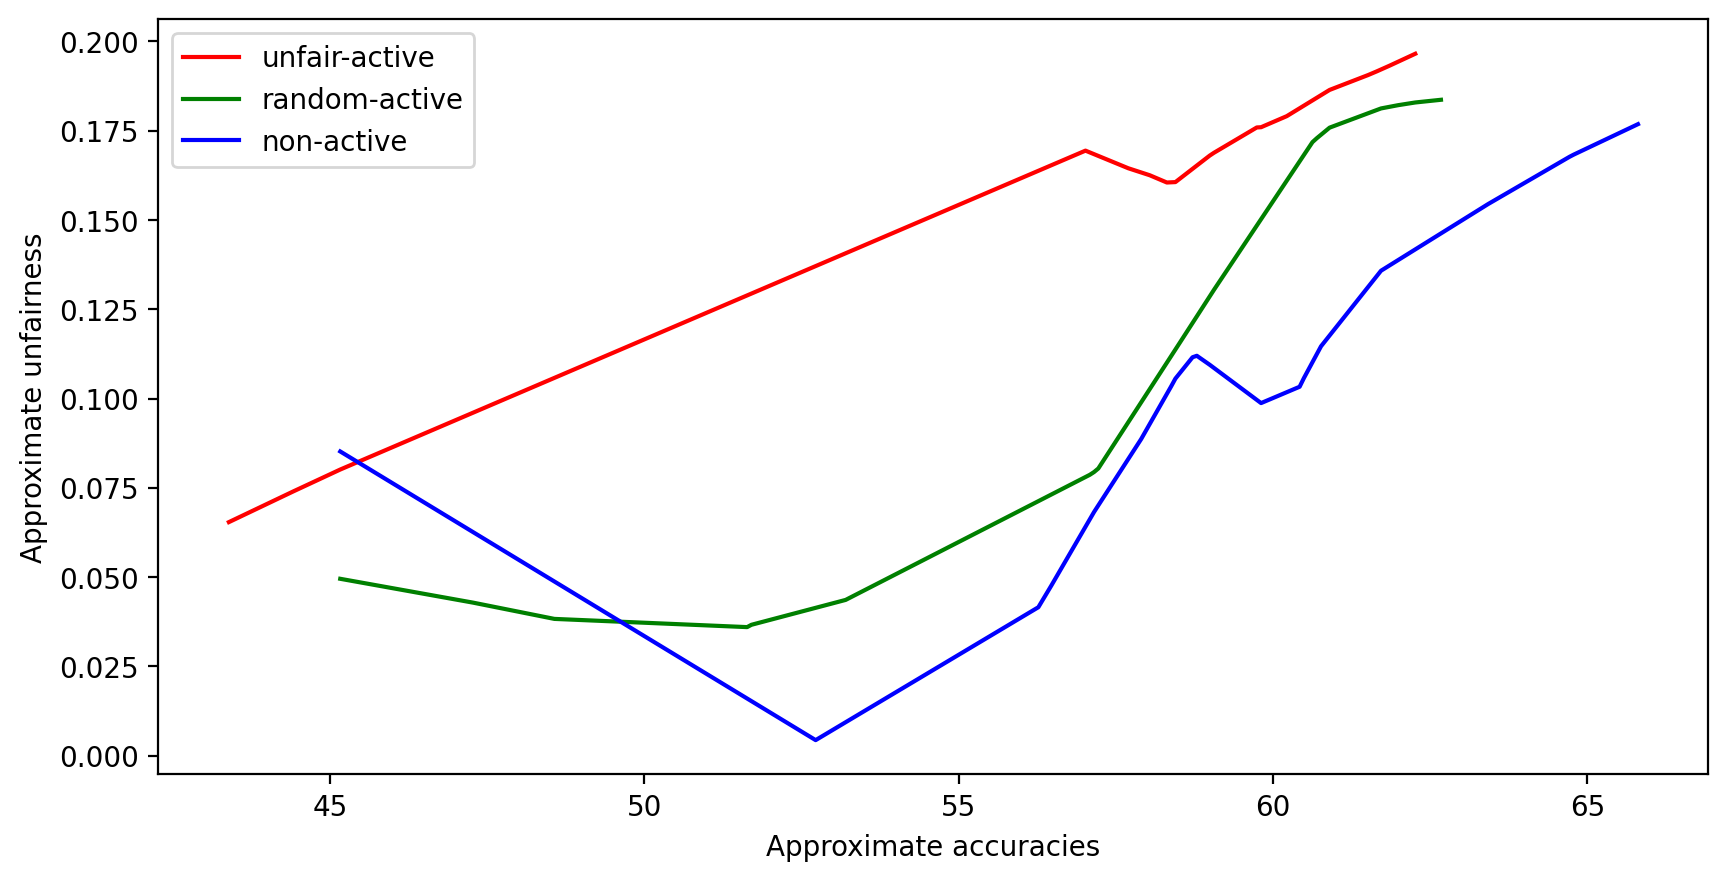 unfair-active
random-active
non-active
0.200
0.175
0.150
0.125
0.100
0.075
0.050
0.025
0.000
Approximate unfairness
45 50 55 60 65
Approximate accuracies